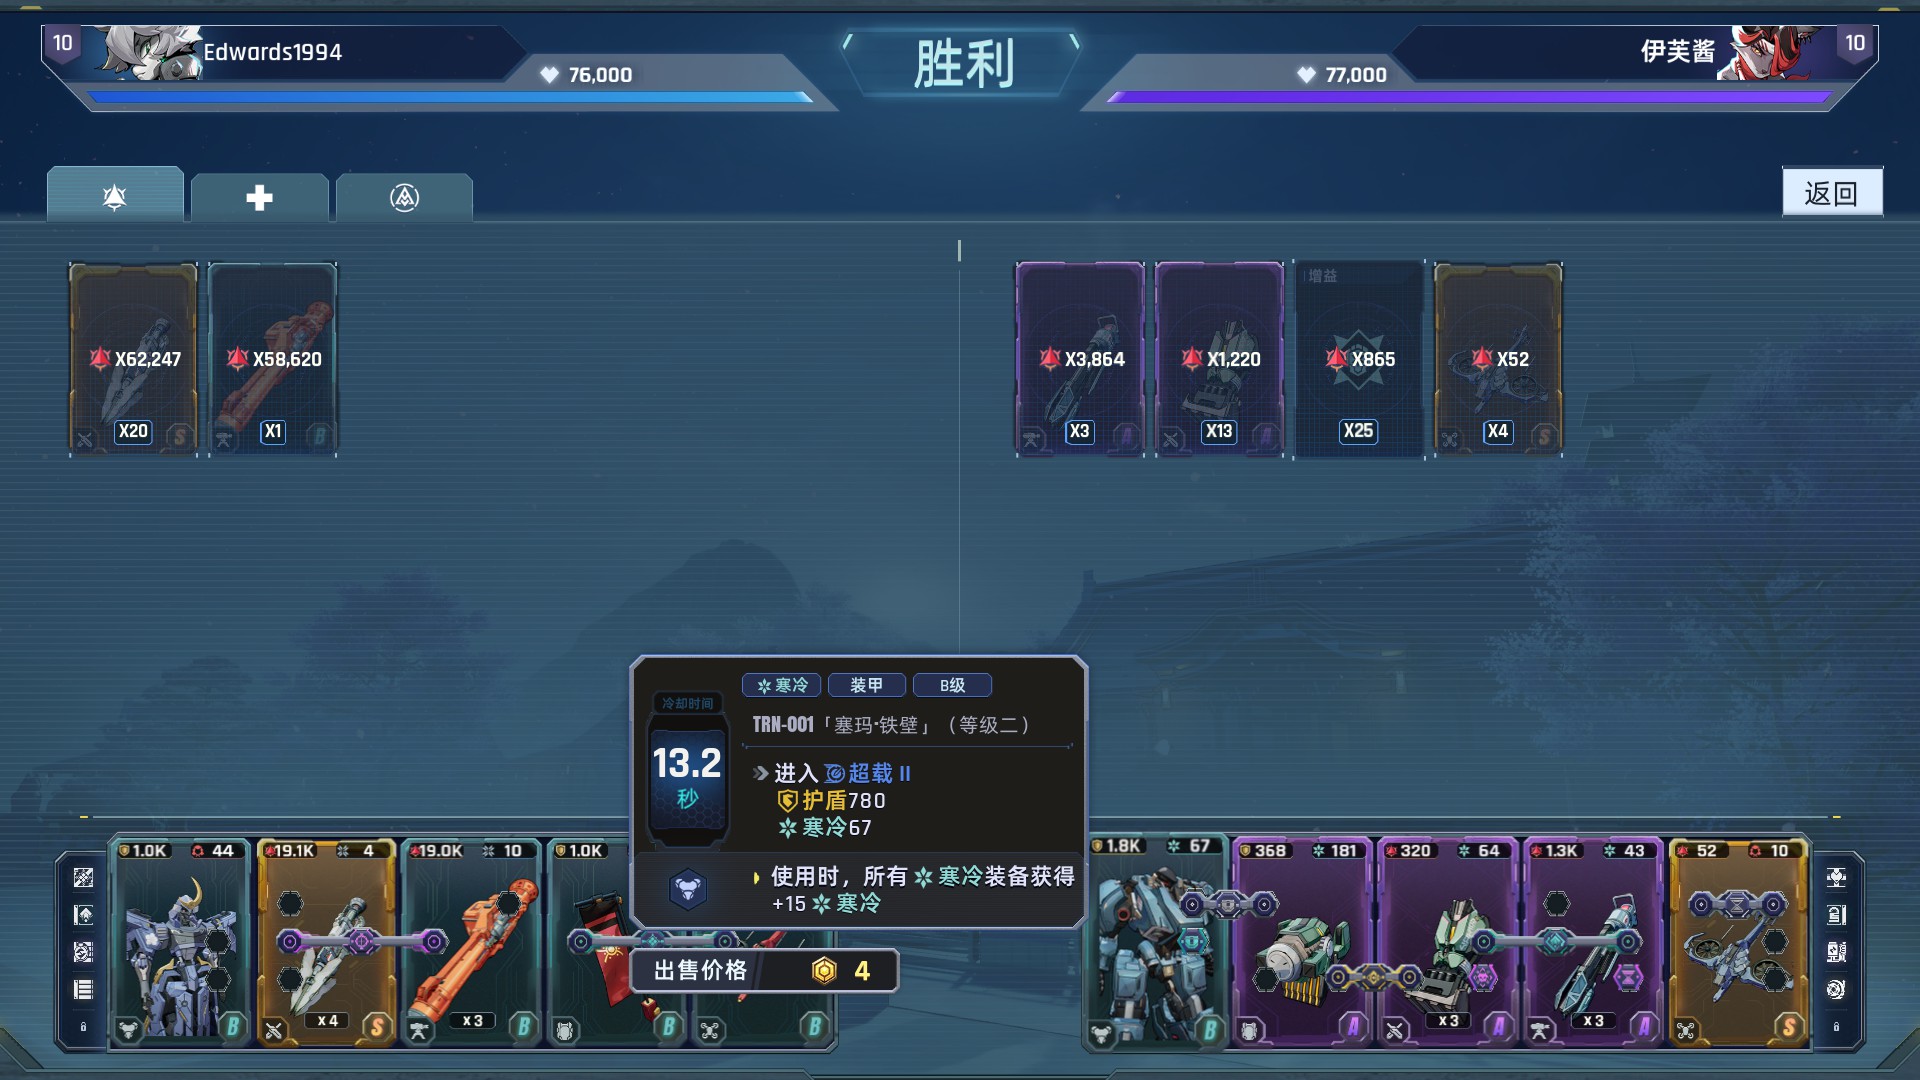 10
Edwards1994
76,000
胜利
77,000
伊芙酱
10
返回
X62,247
X20
S
X58,620
X1
B
X3,864
X3
A
X1,220
X13
A
增益
X865
X25
X52
X4
S
寒冷
装甲
B级
冷却时间
13.2
秒
TRN-001「塞玛·铁壁」（等级二）
进入超载 II
护盾780
寒冷67
使用时，所有寒冷装备获得
+15寒冷
出售价格
4
1.0K
44
B
19.1K
4
x4
S
19.0K
10
x3
B
1.0K
B
B
1.8K
67
B
368
181
A
320
64
x3
A
1.3K
43
x3
A
52
10
S